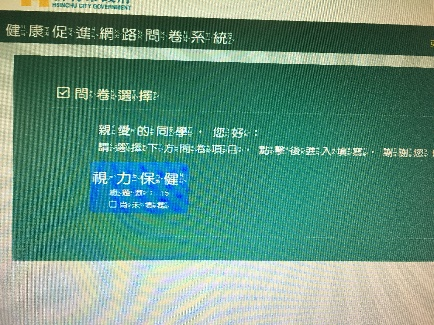 HSINCHU CITY GOVERNMENT
健康促進網路問卷系統
問卷選擇
親愛的同學，您好：
請選擇下方問卷項目，點擊後進入填寫，謝謝您
視力保健